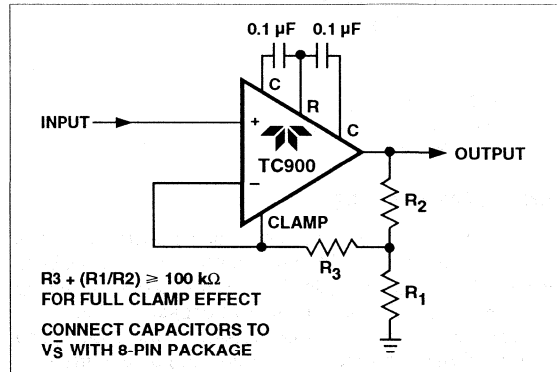 0.1 µF 0.1 µF
C
R
C
INPUT
+
TC900
OUTPUT
−
CLAMP
R2
R3
R1
R3 + (R1/R2) ≥ 100 kΩ
FOR FULL CLAMP EFFECT
CONNECT CAPACITORS TO
V–S WITH 8-PIN PACKAGE